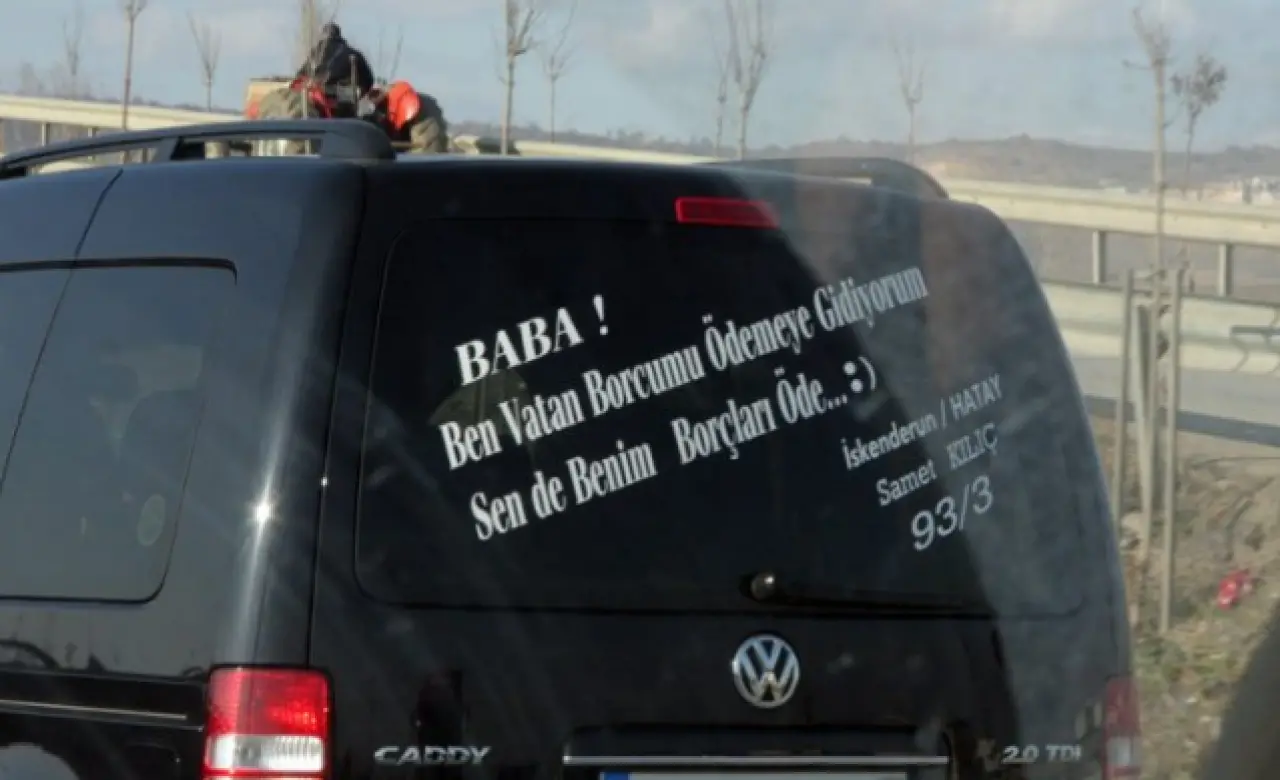 BABA !
Ben Vatan Borcumu Ödemeye Gidiyorum
Sen de Benim Borçları Öde...:)
İskenderun / HATAY
Samet KILIÇ
93/3
CADDY
2.0 TDI